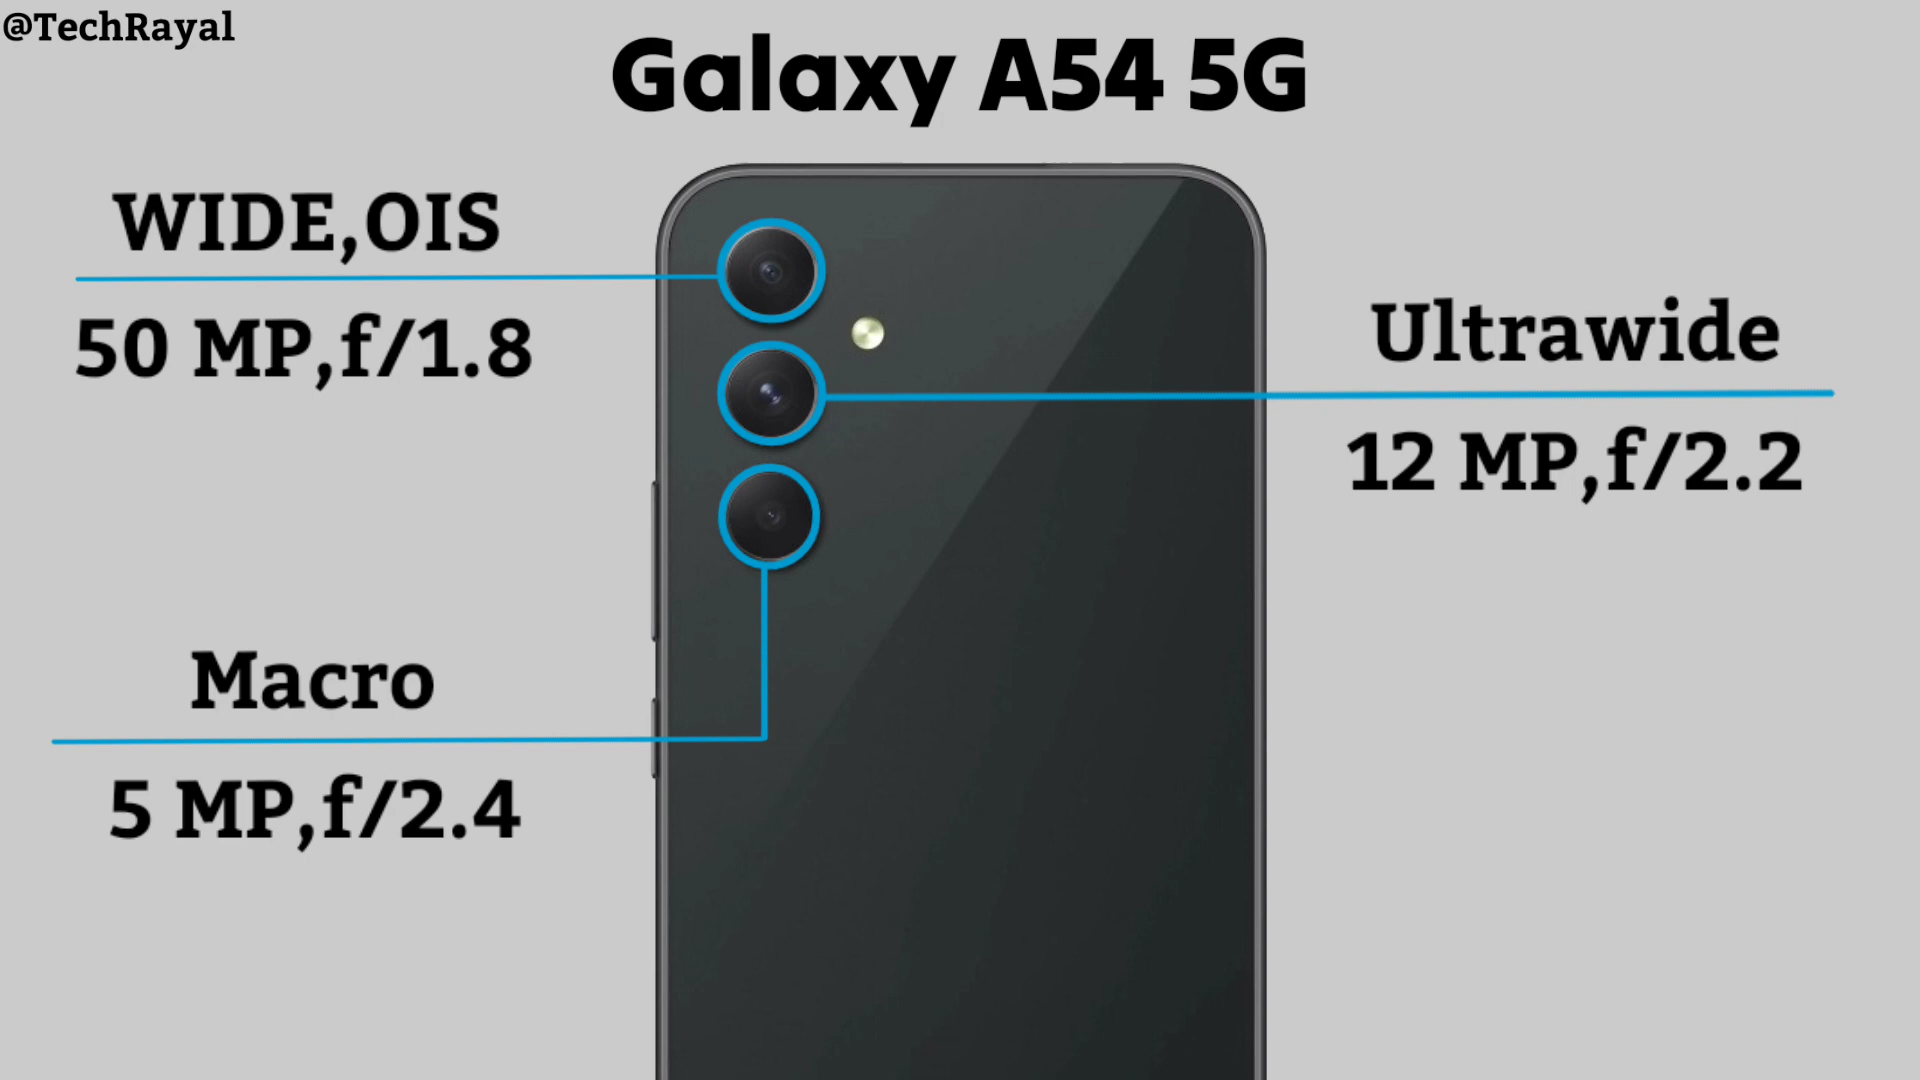 @TechRayal
Galaxy A54 5G
WIDE,OIS
50 MP,f/1.8
Ultrawide
12 MP,f/2.2
Macro
5 MP,f/2.4